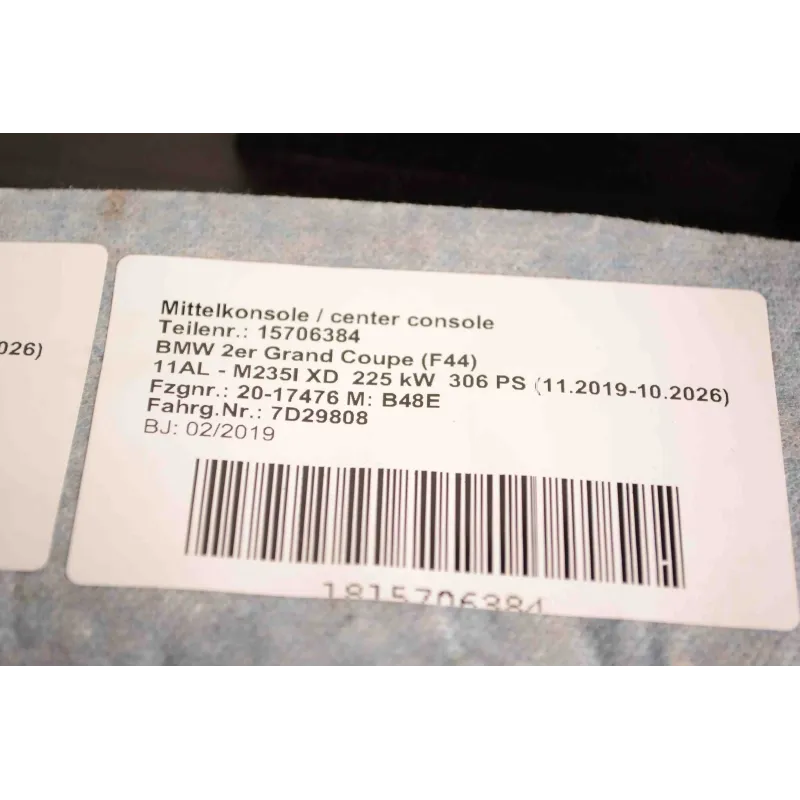 026)
Mittelkonsole / center console
Teilenr.: 15706384
BMW 2er Grand Coupe (F44)
11AL - M235I XD 225 kW 306 PS (11.2019-10.2026)
Fzgnr.: 20-17476 M: B48E
Fahrg.Nr.: 7D29808
BJ: 02/2019
1815706384